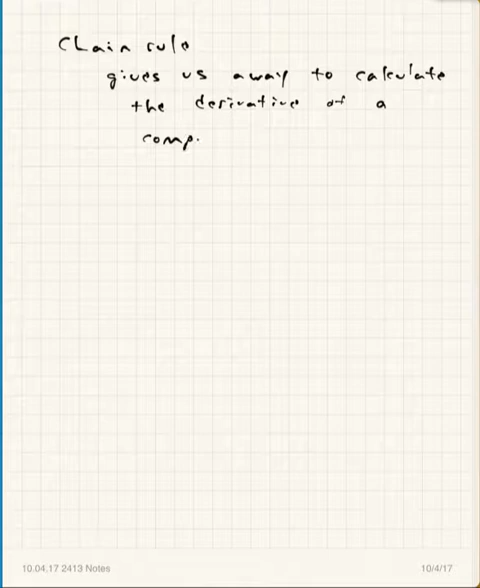 Chain rule
gives us away to calculate
the derivative of a
comp.
10.04.17 2413 Notes
10/4/17